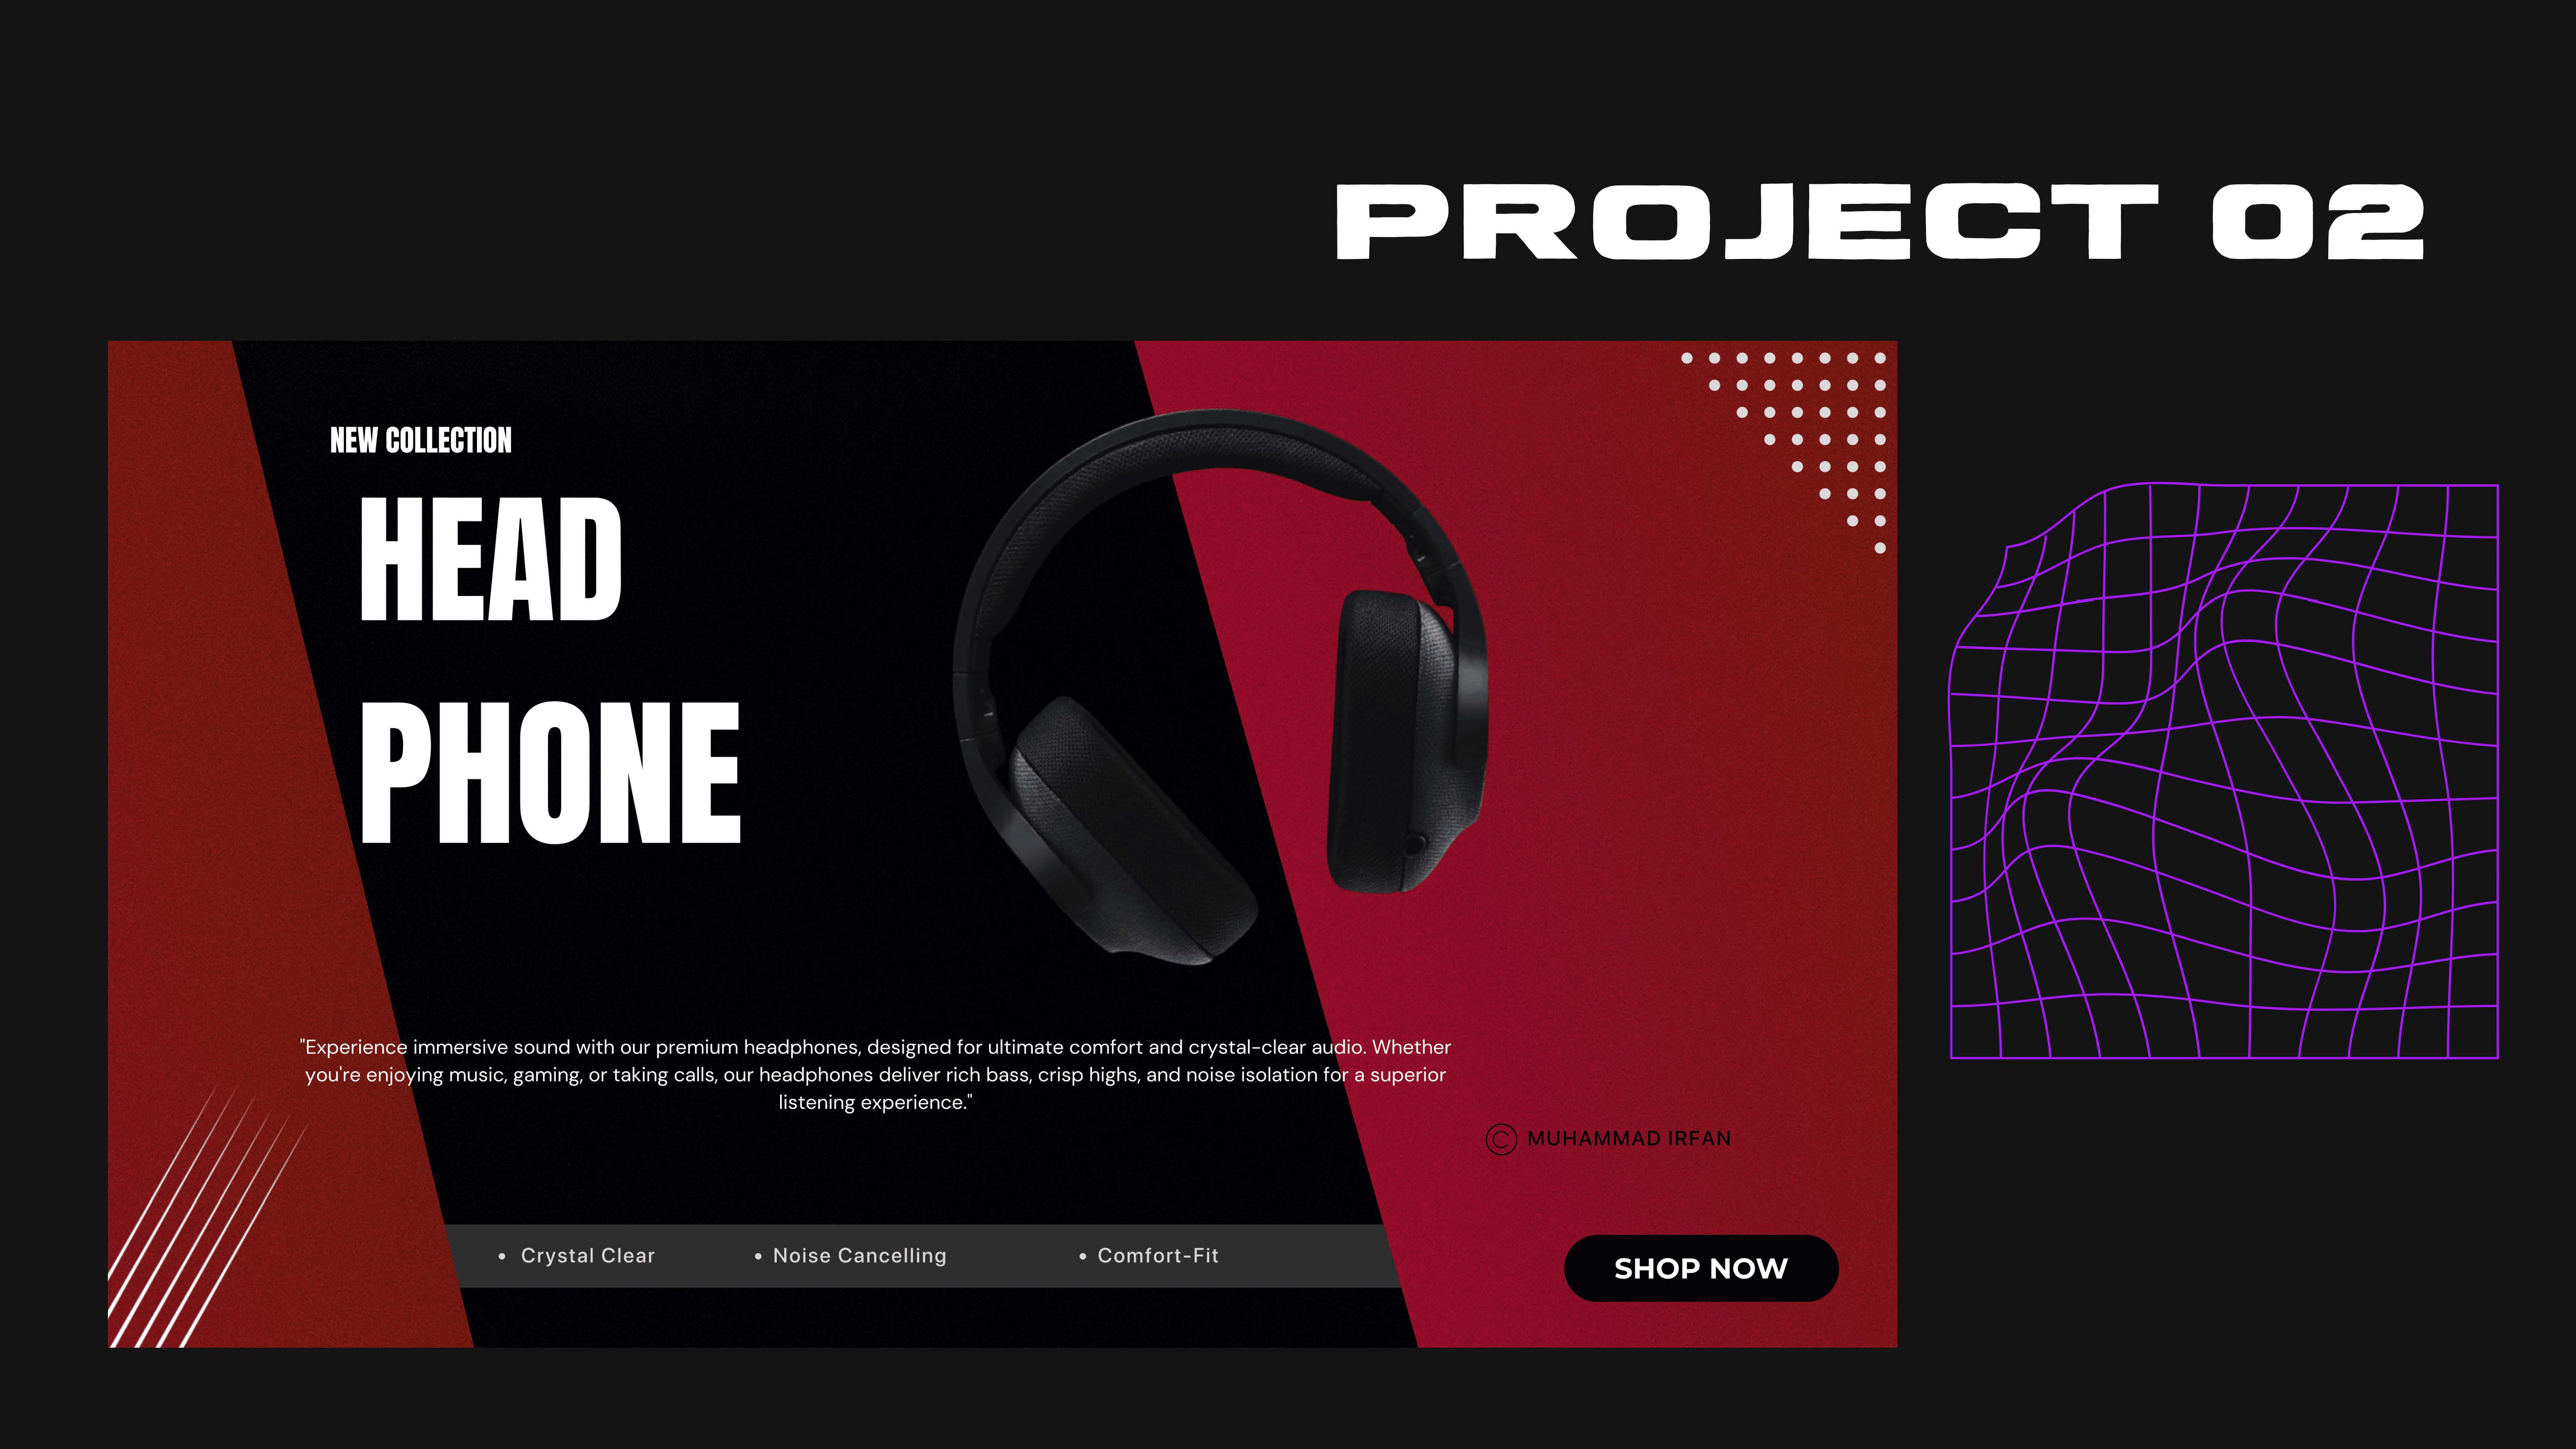 PROJECT 02
NEW COLLECTION
HEAD
PHONE
"Experience immersive sound with our premium headphones, designed for ultimate comfort and crystal-clear audio. Whether
you're enjoying music, gaming, or taking calls, our headphones deliver rich bass, crisp highs, and noise isolation for a superior
listening experience."
© MUHAMMAD IRFAN
• Crystal Clear • Noise Cancelling • Comfort-Fit
SHOP NOW